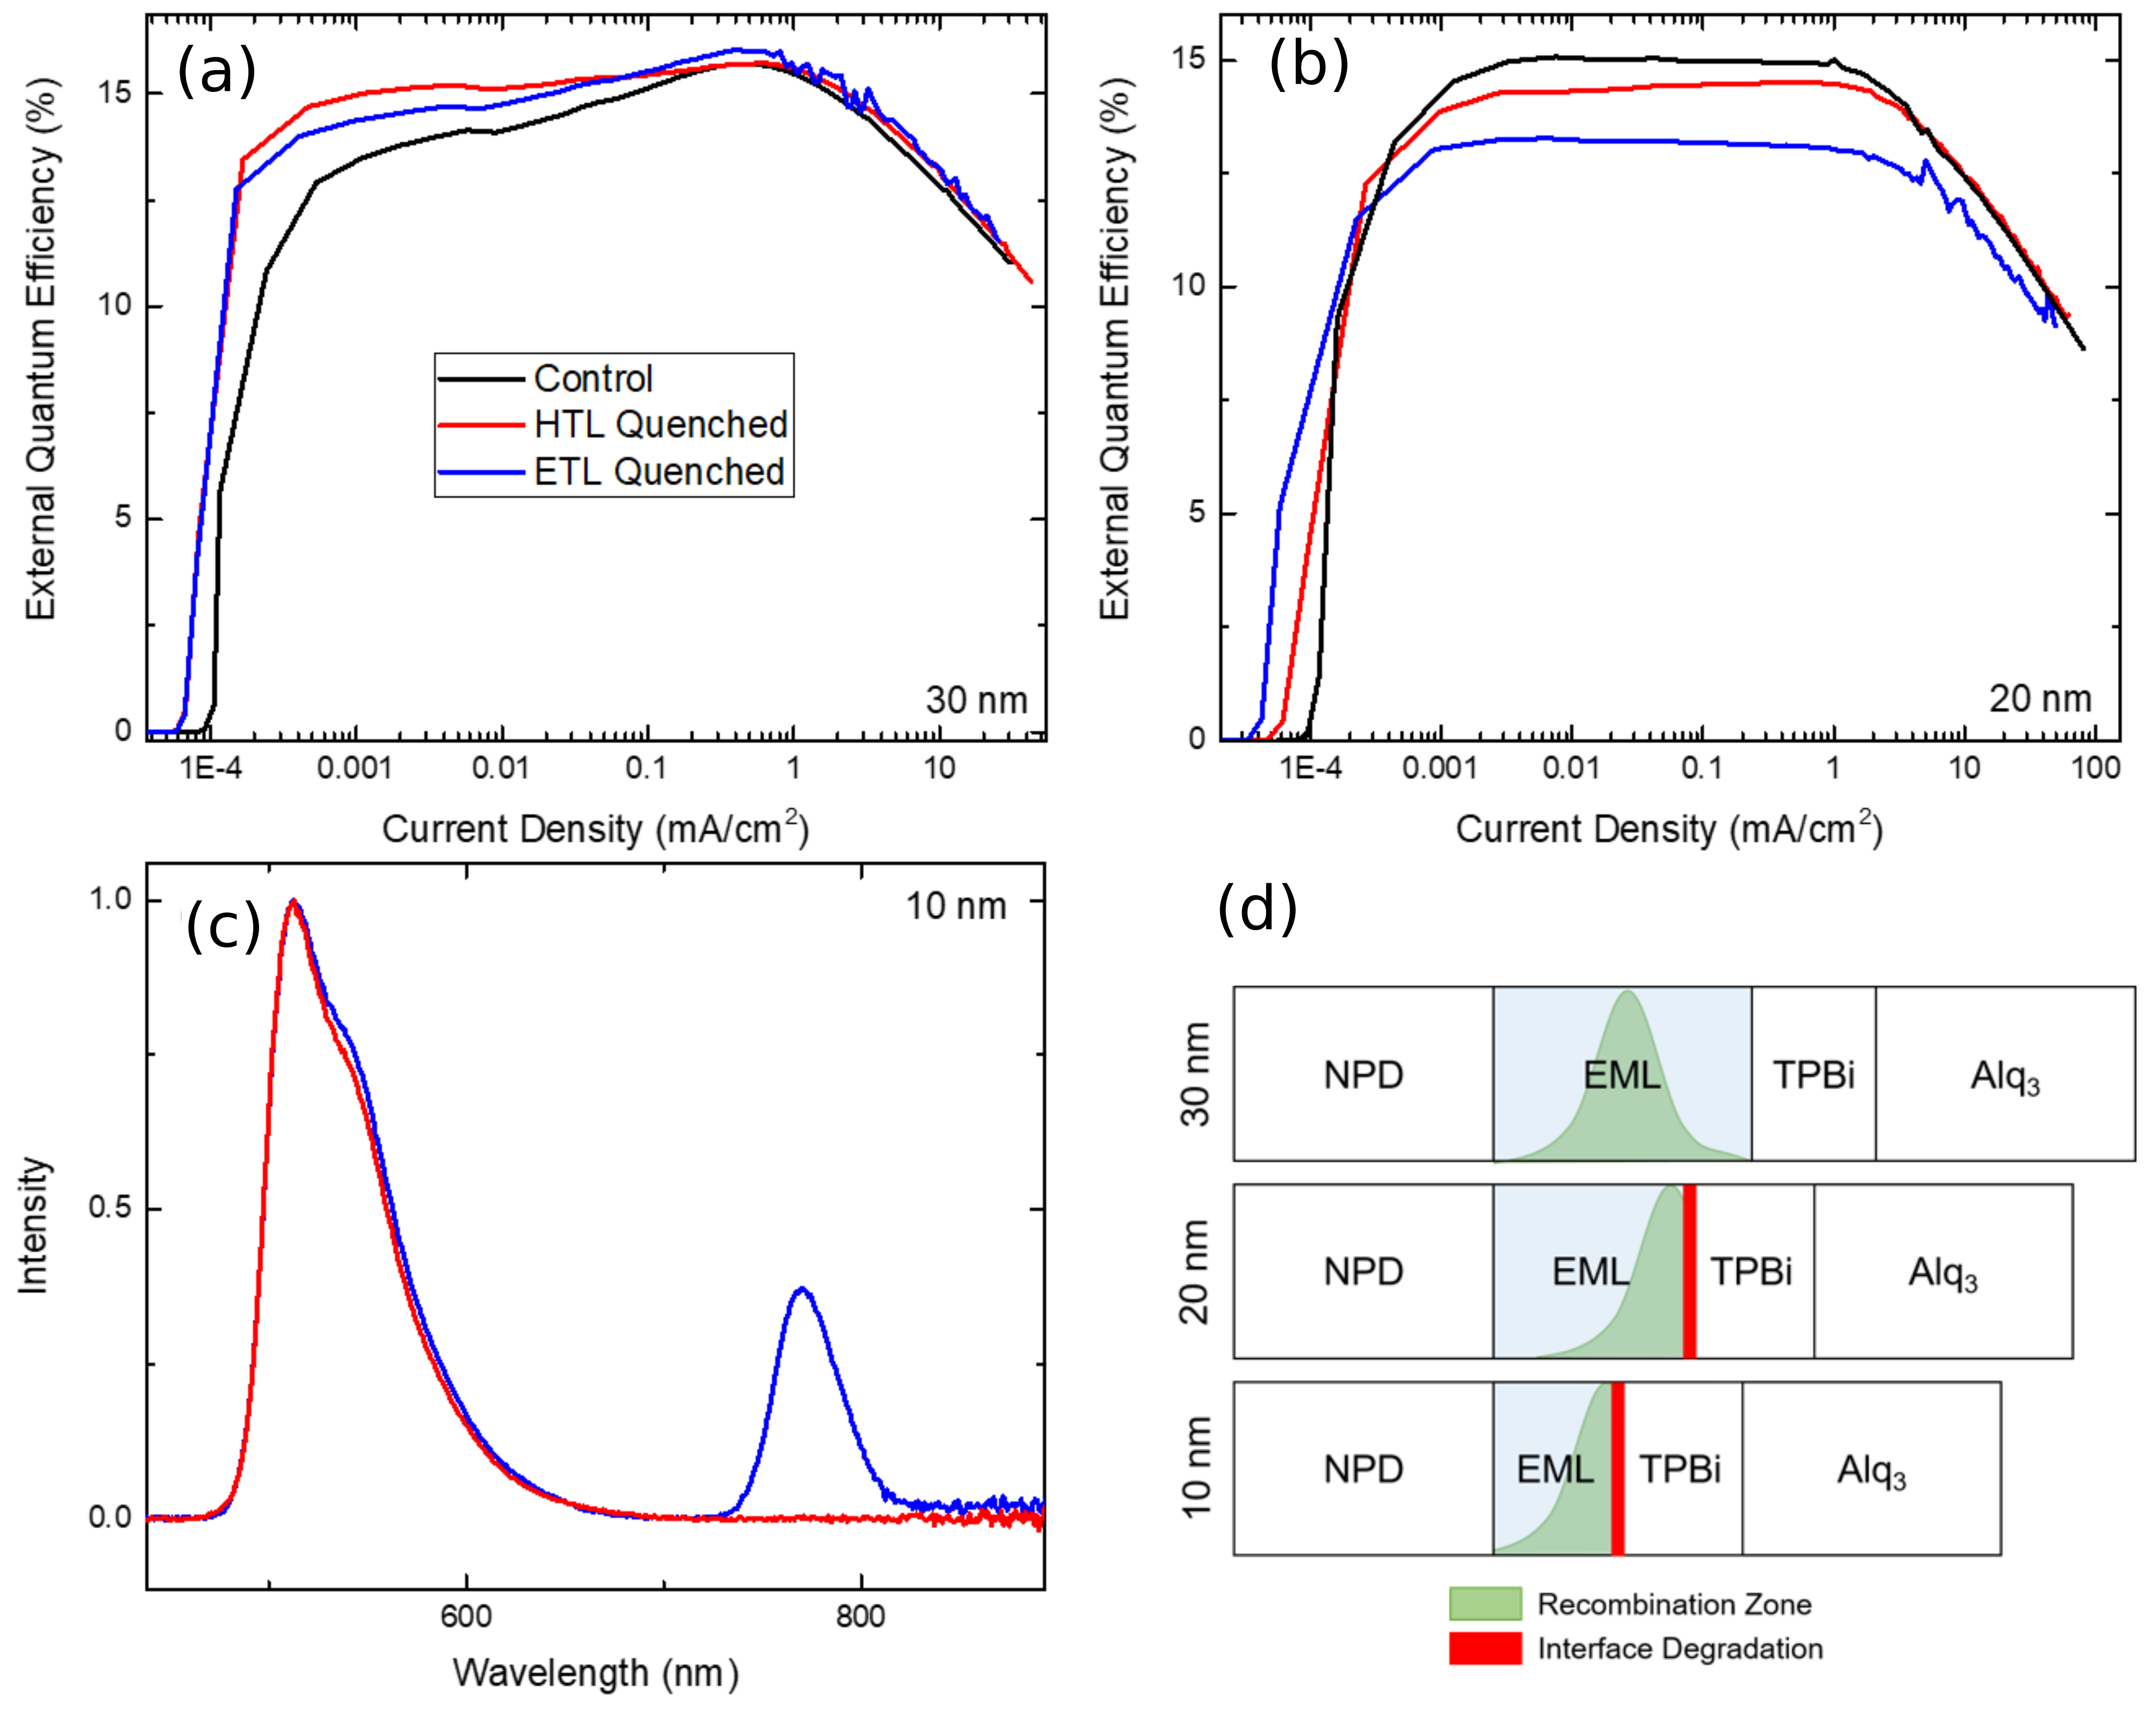 (a)
External Quantum Efficiency (%)
15
10
5
0
Control
HTL Quenched
ETL Quenched
30 nm
1E-4 0.001 0.01 0.1 1 10
Current Density (mA/cm²)
(b)
External Quantum Efficiency (%)
15
10
5
0
20 nm
1E-4 0.001 0.01 0.1 1 10 100
Current Density (mA/cm²)
(c)
10 nm
Intensity
1.0
0.5
0.0
600 800
Wavelength (nm)
(d)
30 nm
NPD EML TPBi Alq₃
20 nm
NPD EML TPBi Alq₃
10 nm
NPD EML TPBi Alq₃
Recombination Zone
Interface Degradation